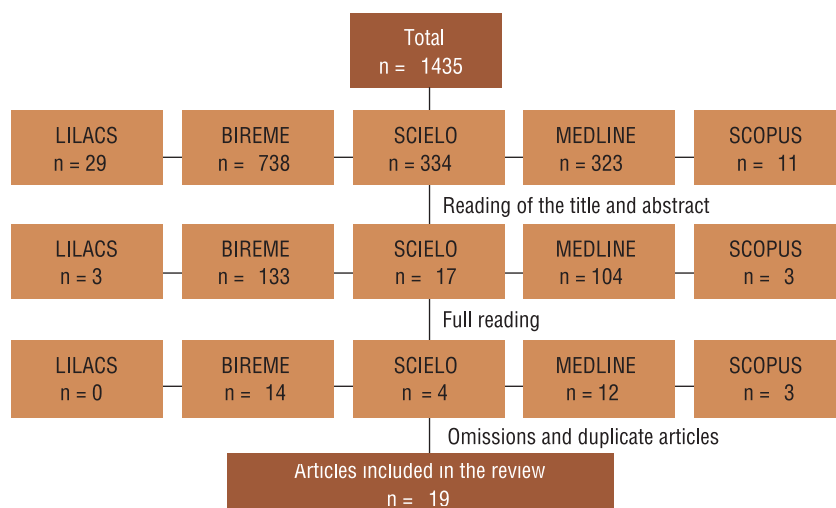 Total
n = 1435
LILACS
n = 29
BIREME
n = 738
SCIELO
n = 334
MEDLINE
n = 323
SCOPUS
n = 11
Reading of the title and abstract
LILACS
n = 3
BIREME
n = 133
SCIELO
n = 17
MEDLINE
n = 104
SCOPUS
n = 3
Full reading
LILACS
n = 0
BIREME
n = 14
SCIELO
n = 4
MEDLINE
n = 12
SCOPUS
n = 3
Omissions and duplicate articles
Articles included in the review
n = 19